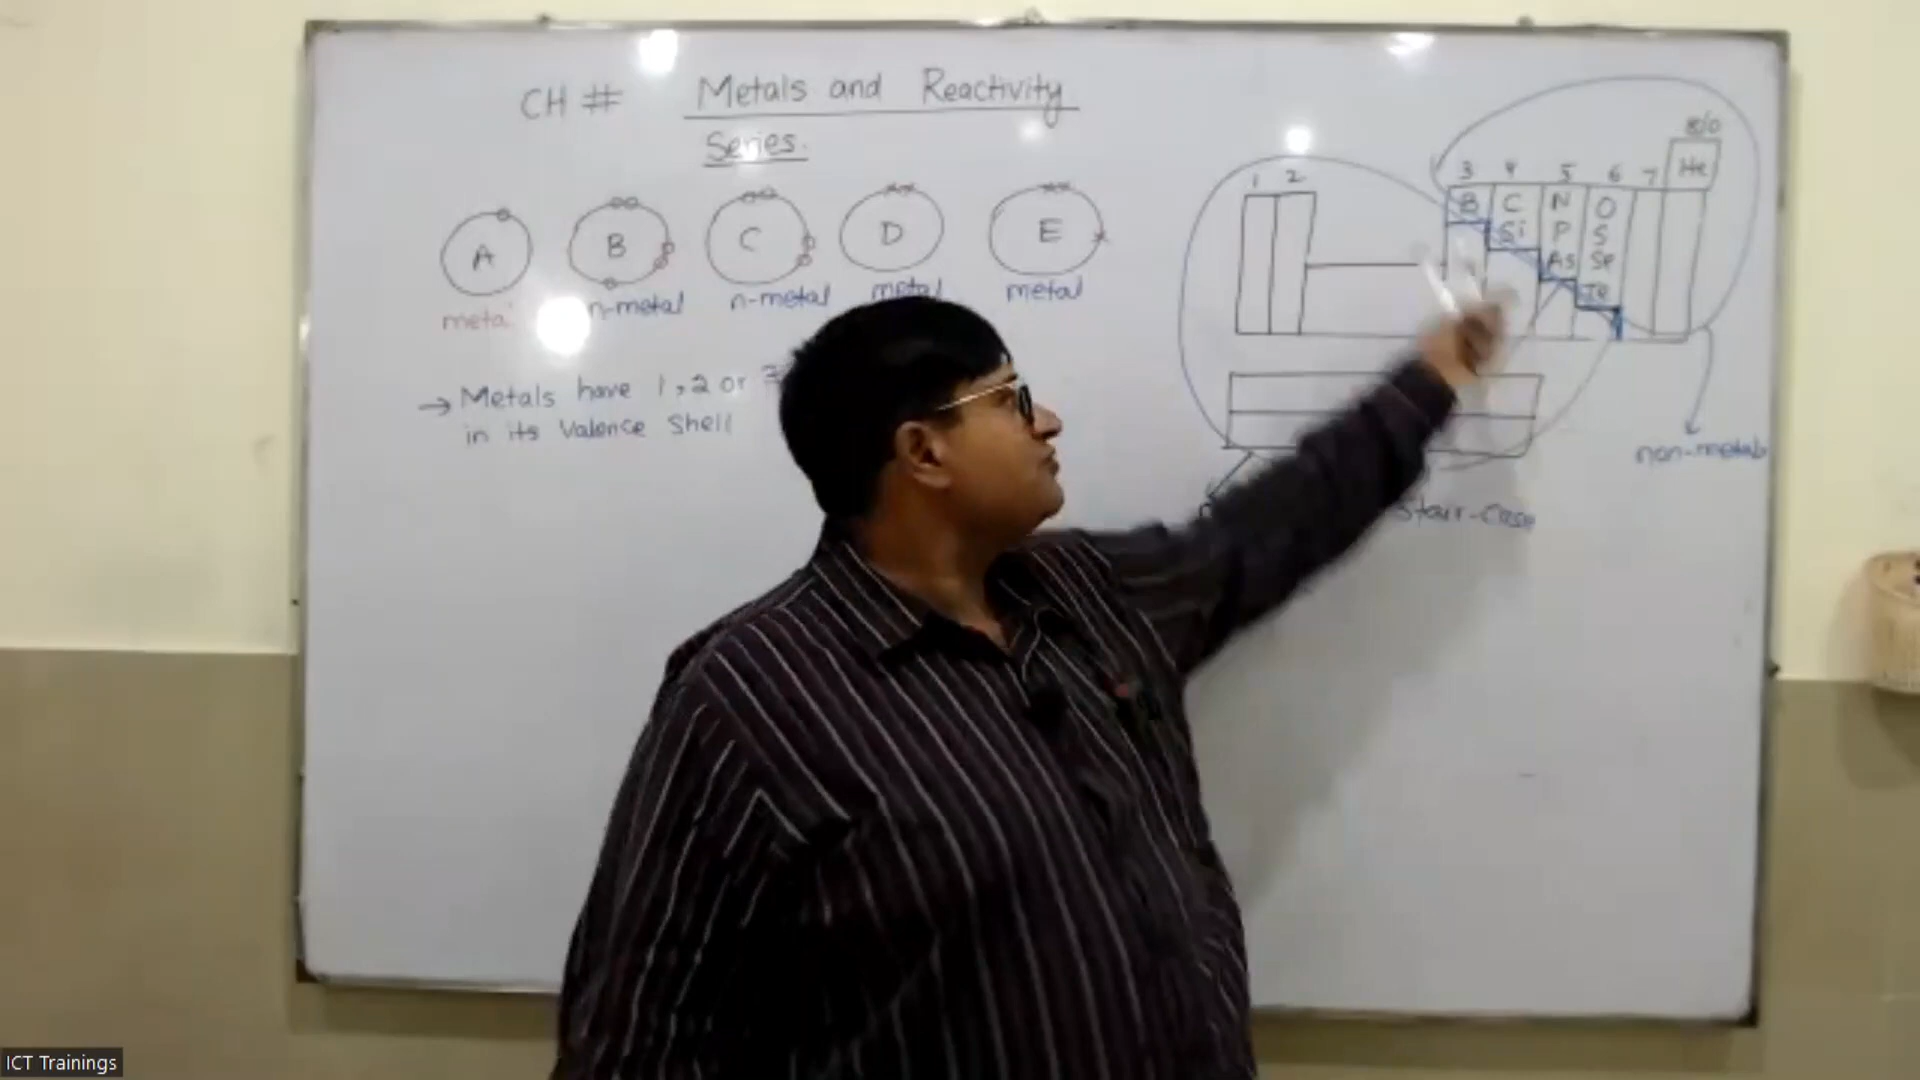 CH # Metals and Reactivity
Series.
A B C D E
metal n-metal n-metal metal metal
→ Metals have 1, 2 or 3
in its Valence Shell
8/0
1 2 3 4 5 6 7 He
B C N O
Si P S
As Se
Te
non-metals
Stair-Case
ICT Trainings